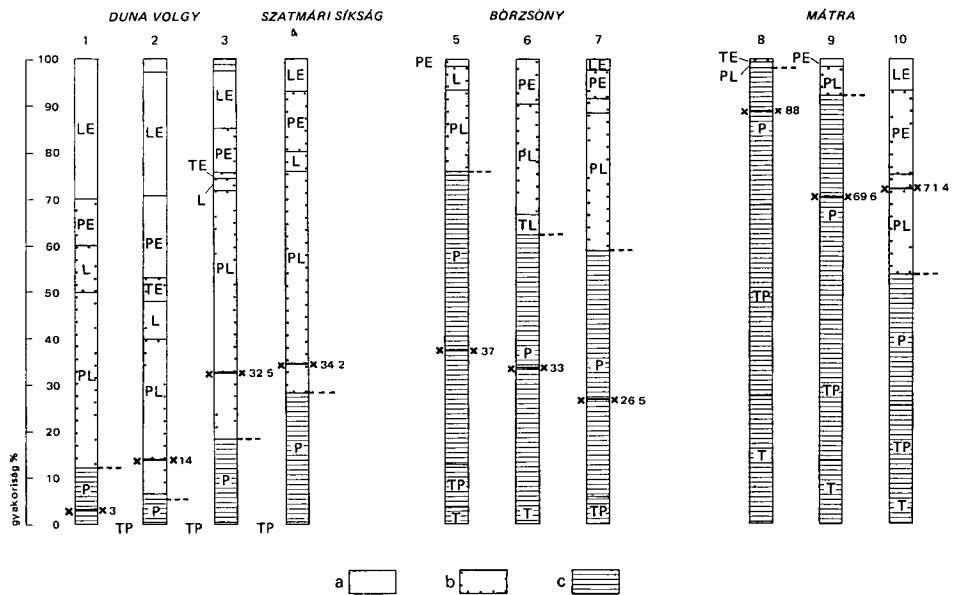 DUNA VOLGY SZATMÁRI SÍKSÁG BÖRZSÖNY MÁTRA
1 2 3 4 5 6 7 8 9 10
100
90
80
70
60
50
40
30
20
10
0
gyakoriság %
LE
PE
L
PL
P
3
TP
LE
PE
TE
L
PL
14
P
TP
LE
PE
TE
L
PL
32 5
P
TP
LE
PE
L
PL
34 2
P
PE
L
PL
P
37
TP
T
PE
PL
TL
P
33
T
LE
PE
PL
P
26 5
TP
TE
PL
88
P
TP
T
PE
PL
69 6
P
TP
T
LE
PE
71 4
PL
P
TP
T
a b c